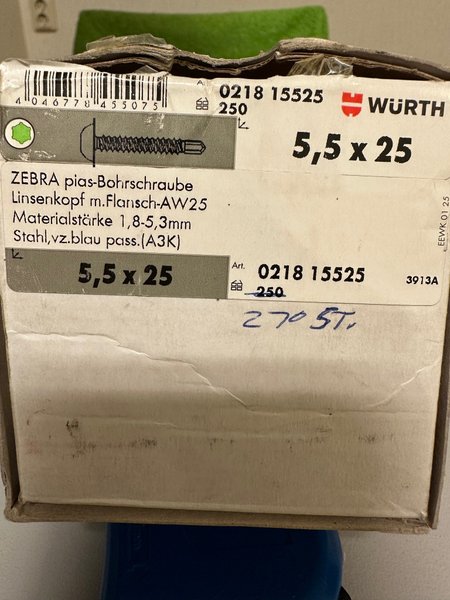 4 046778 455075
A
0218 15525
250
WÜRTH
5,5 x 25
ZEBRA pias-Bohrschraube
Linsenkopf m.Flansch-AW25
Materialstärke 1,8-5,3mm
Stahl,vz.blau pass.(A3K)
EEWK 01 25
5,5 x 25
Art. 0218 15525
3913A
250
270 ST.